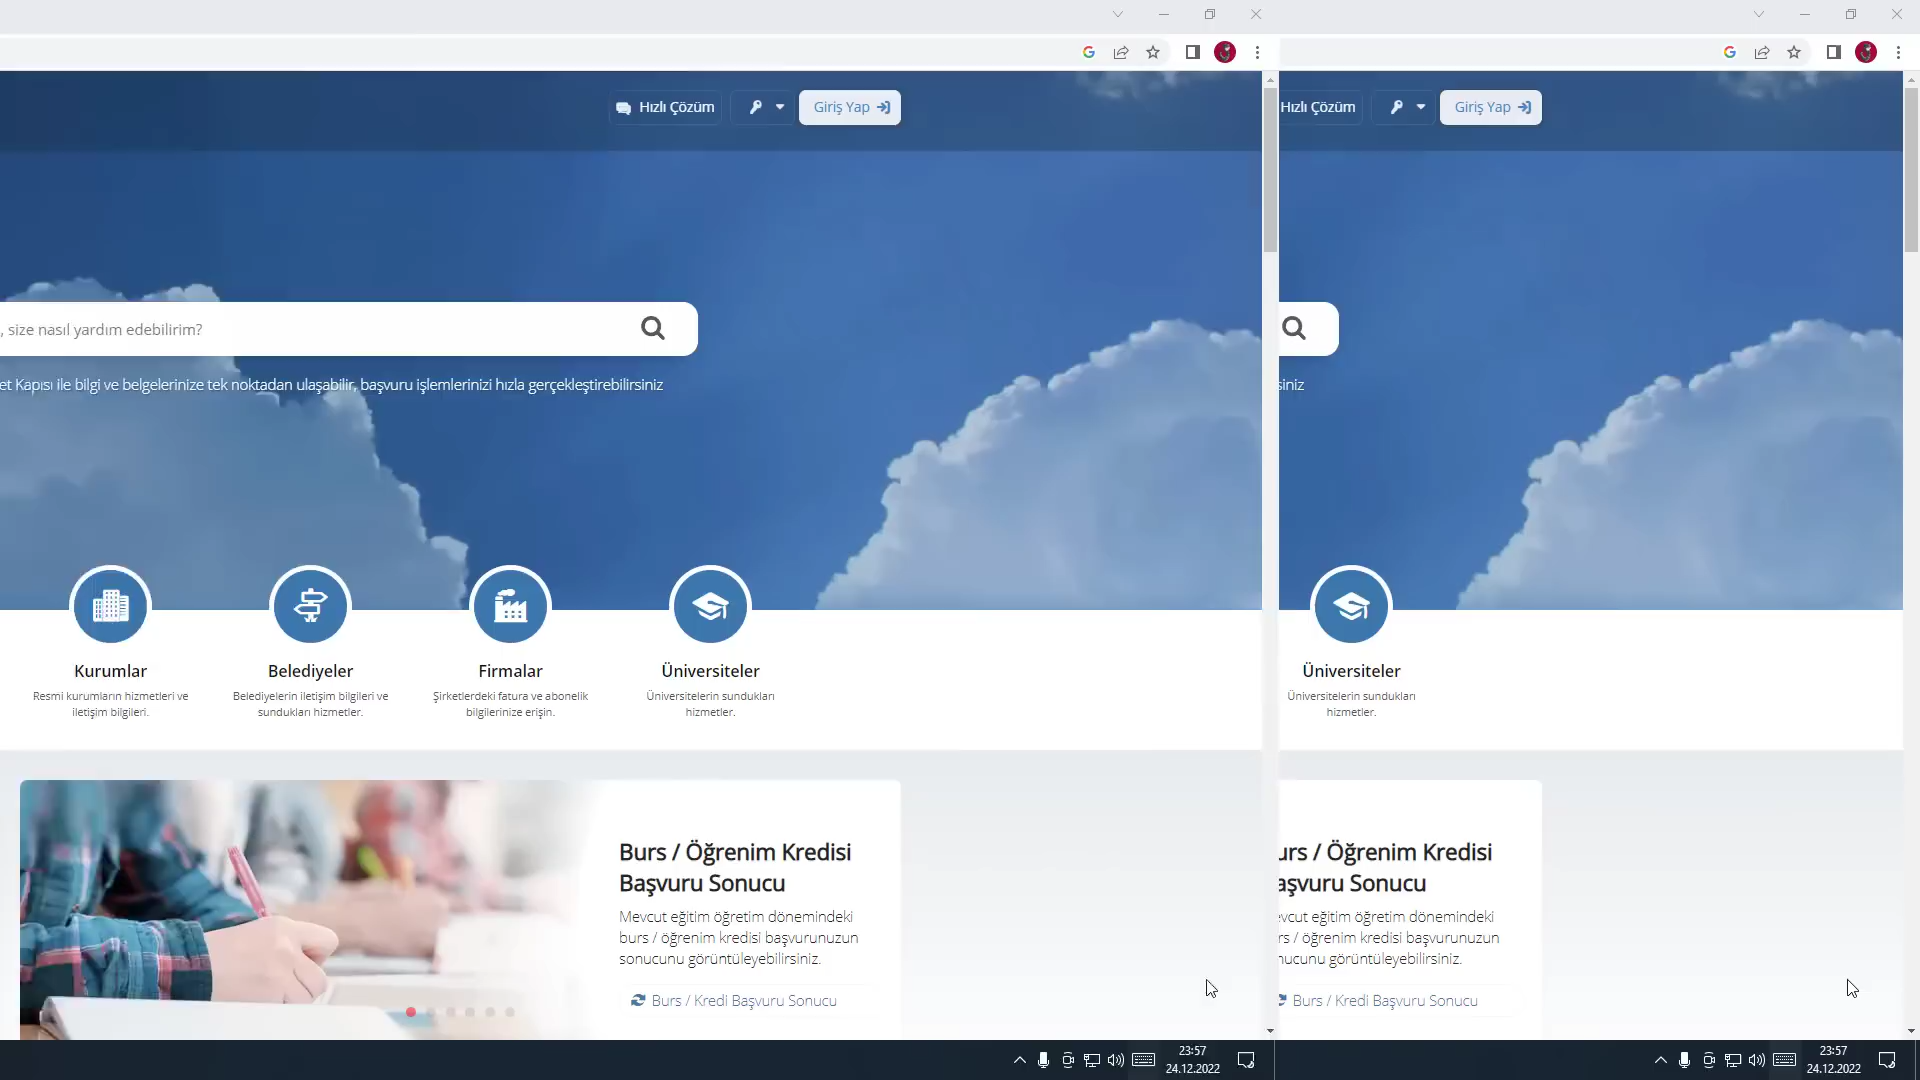 Hızlı Çözüm
Giriş Yap
Hızlı Çözüm
Giriş Yap
, size nasıl yardım edebilirim?
et Kapısı ile bilgi ve belgelerinize tek noktadan ulaşabilir, başvuru işlemlerinizi hızla gerçekleştirebilirsiniz
siniz
Kurumlar
Resmi kurumların hizmetleri ve
iletişim bilgileri.
Belediyeler
Belediyelerin iletişim bilgileri ve
sundukları hizmetler.
Firmalar
Şirketlerdeki fatura ve abonelik
bilgilerinize erişin.
Üniversiteler
Üniversitelerin sundukları
hizmetler.
Üniversiteler
Üniversitelerin sundukları
hizmetler.
Burs / Öğrenim Kredisi
Başvuru Sonucu
Mevcut eğitim öğretim dönemindeki
burs / öğrenim kredisi başvurunuzun
sonucunu görüntüleyebilirsiniz.
Burs / Kredi Başvuru Sonucu
urs / Öğrenim Kredisi
aşvuru Sonucu
evcut eğitim öğretim dönemindeki
rs / öğrenim kredisi başvurunuzun
nucunu görüntüleyebilirsiniz.
Burs / Kredi Başvuru Sonucu
23:57
24.12.2022
23:57
24.12.2022